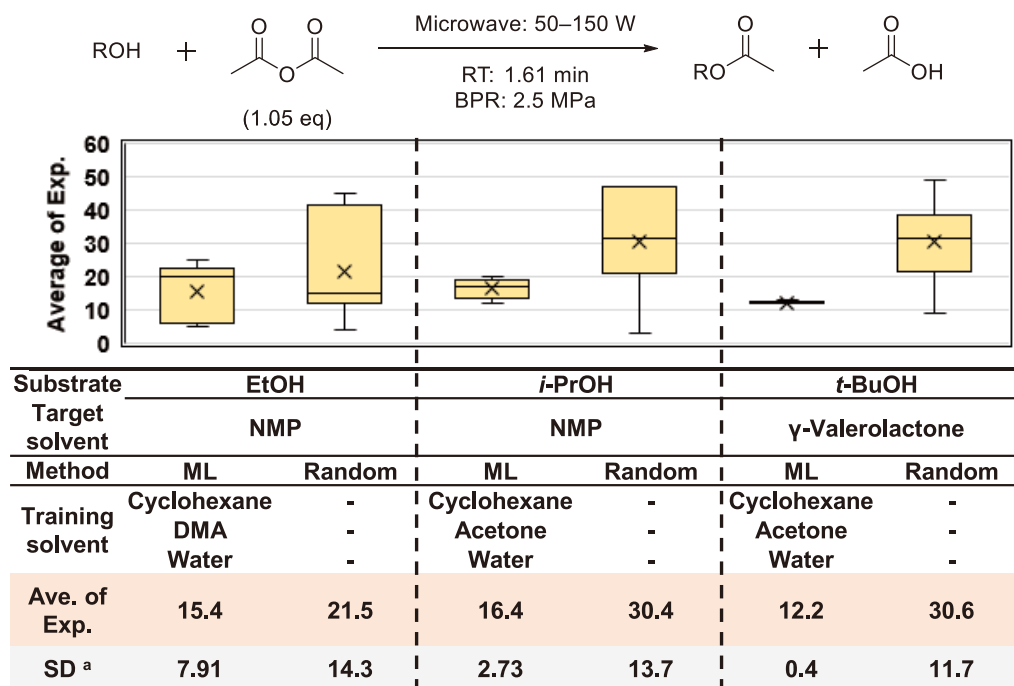 ROH + O O Microwave: 50–150 W O + O
O RT: 1.61 min RO OH
BPR: 2.5 MPa
(1.05 eq)
Average of Exp.
60
50
40
30
20
10
0
Substrate EtOH i-PrOH t-BuOH
Target solvent NMP NMP γ-Valerolactone
Method ML Random ML Random ML Random
Training solvent
Cyclohexane - Cyclohexane - Cyclohexane -
DMA - Acetone - Acetone -
Water - Water - Water -
Ave. of Exp. 15.4 21.5 16.4 30.4 12.2 30.6
SD a 7.91 14.3 2.73 13.7 0.4 11.7